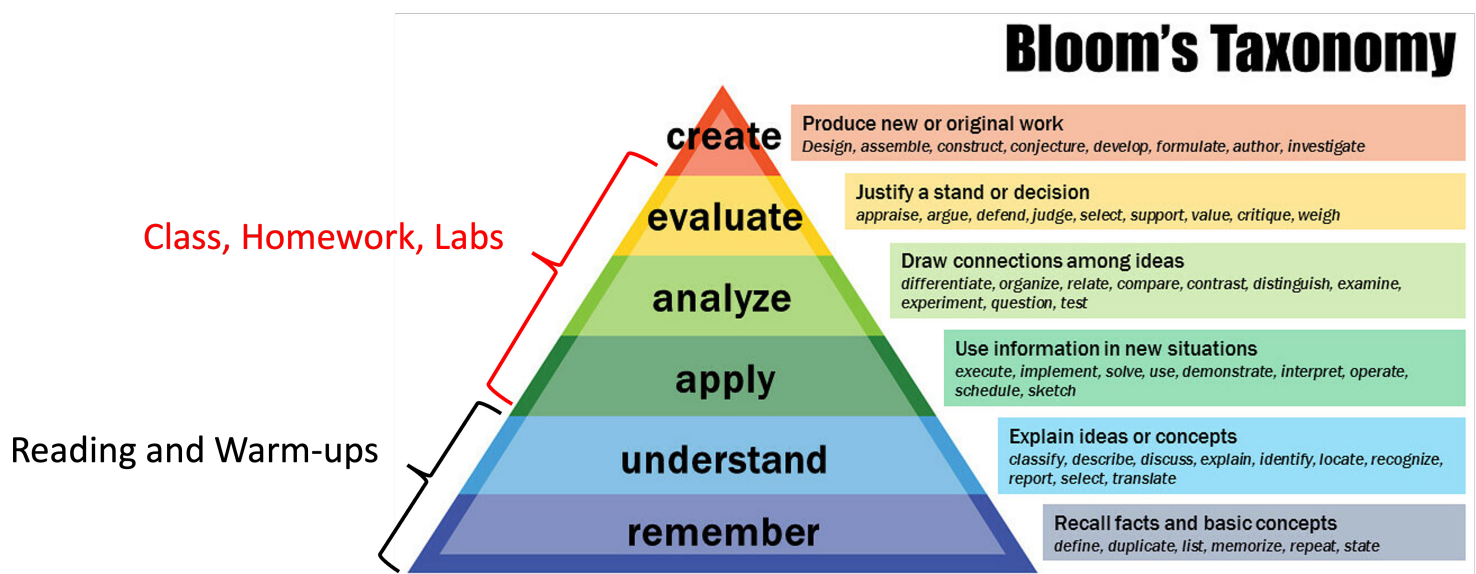 Bloom's Taxonomy
create
Produce new or original work
Design, assemble, construct, conjecture, develop, formulate, author, investigate
evaluate
Justify a stand or decision
appraise, argue, defend, judge, select, support, value, critique, weigh
Class, Homework, Labs
analyze
Draw connections among ideas
differentiate, organize, relate, compare, contrast, distinguish, examine,
experiment, question, test
apply
Use information in new situations
execute, implement, solve, use, demonstrate, interpret, operate,
schedule, sketch
Reading and Warm-ups
understand
Explain ideas or concepts
classify, describe, discuss, explain, identify, locate, recognize,
report, select, translate
remember
Recall facts and basic concepts
define, duplicate, list, memorize, repeat, state